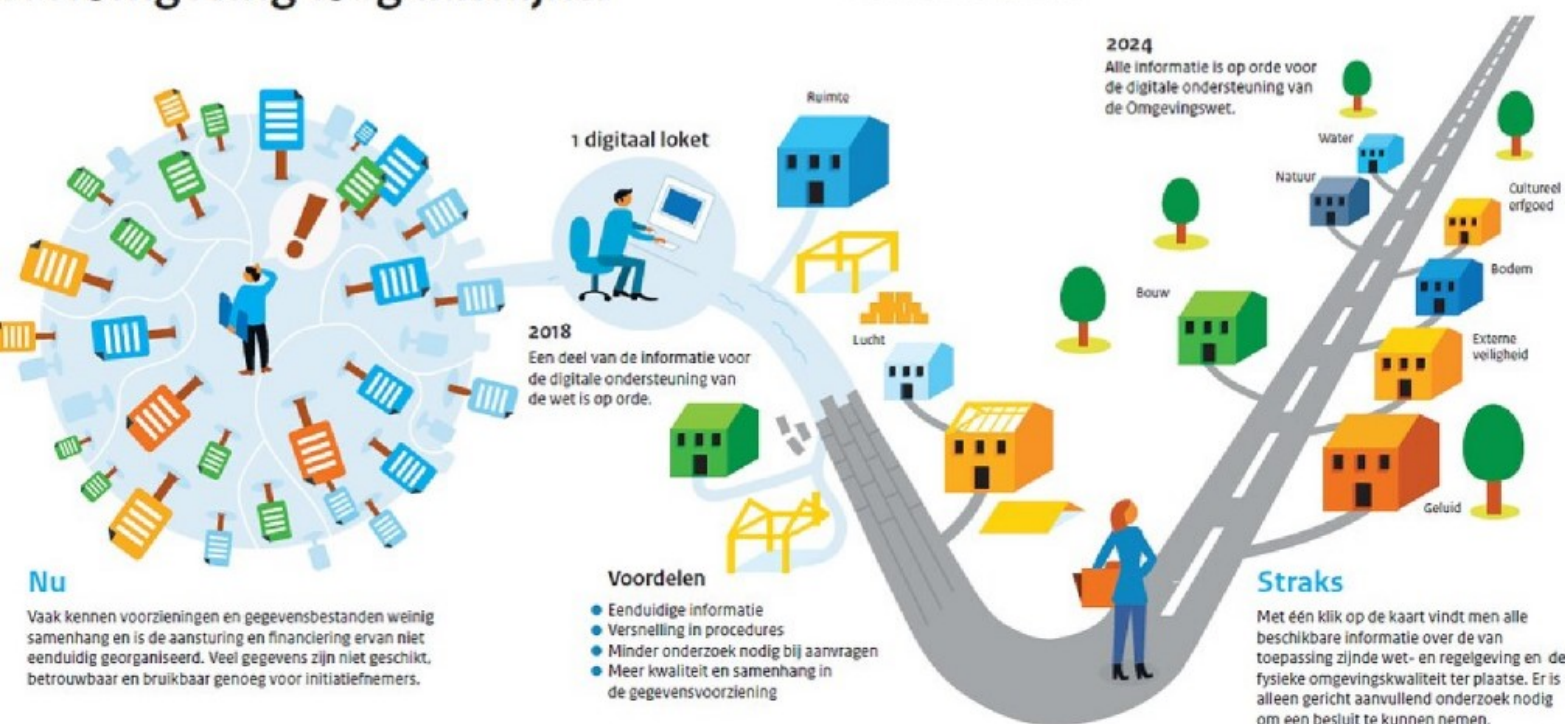 1 digitaal loket
2018
Een deel van de informatie voor
de digitale ondersteuning van
de wet is op orde.
Ruimte
Lucht
2024
Alle informatie is op orde voor
de digitale ondersteuning van
de Omgevingswet.
Water
Natuur
Cultureel
erfgoed
Bodem
Bouw
Externe
veiligheid
Geluid
Nu
Vaak kennen voorzieningen en gegevensbestanden weinig
samenhang en is de aansturing en financiering ervan niet
eenduidig georganiseerd. Veel gegevens zijn niet geschikt,
betrouwbaar en bruikbaar genoeg voor initiatiefnemers.
Voordelen
Eenduidige informatie
Versnelling in procedures
Minder onderzoek nodig bij aanvragen
Meer kwaliteit en samenhang in
de gegevensvoorziening
Straks
Met één klik op de kaart vindt men alle
beschikbare informatie over de van
toepassing zijnde wet- en regelgeving en de
fysieke omgevingskwaliteit ter plaatse. Er is
alleen gericht aanvullend onderzoek nodig
om een besluit te kunnen nemen.